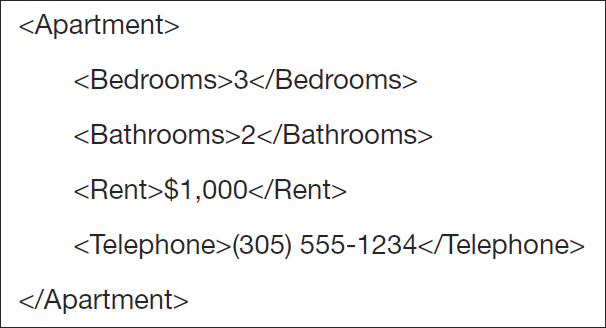 <Apartment>
<Bedrooms>3</Bedrooms>
<Bathrooms>2</Bathrooms>
<Rent>$1,000</Rent>
<Telephone>(305) 555-1234</Telephone>
</Apartment>